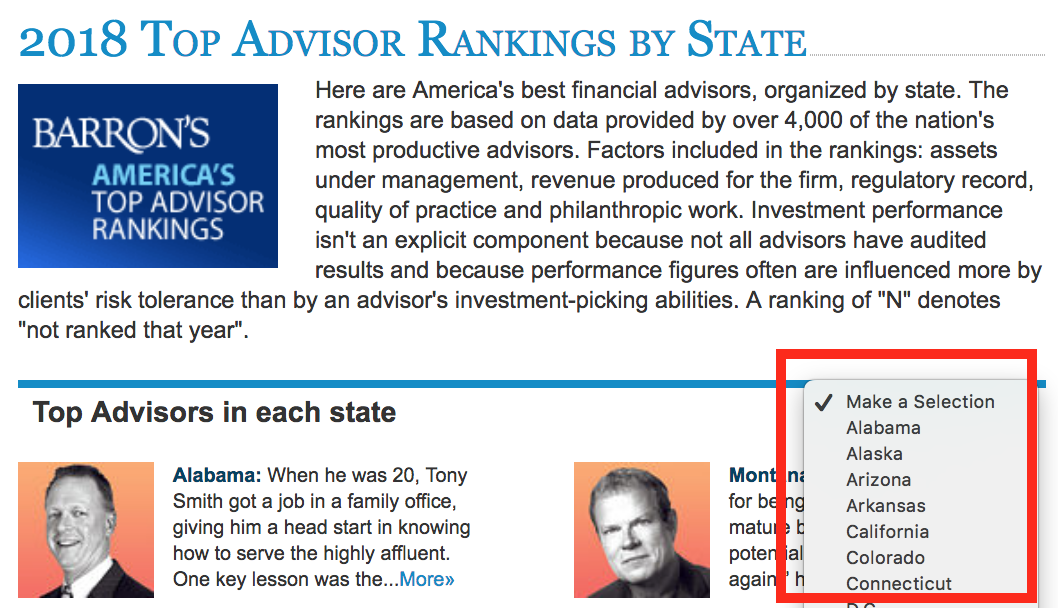 2018 Top Advisor Rankings by State
BARRON'S
AMERICA'S
TOP ADVISOR
RANKINGS
Here are America's best financial advisors, organized by state. The
rankings are based on data provided by over 4,000 of the nation's
most productive advisors. Factors included in the rankings: assets
under management, revenue produced for the firm, regulatory record,
quality of practice and philanthropic work. Investment performance
isn't an explicit component because not all advisors have audited
results and because performance figures often are influenced more by
clients' risk tolerance than by an advisor's investment-picking abilities. A ranking of "N" denotes
"not ranked that year".
Top Advisors in each state
Alabama: When he was 20, Tony
Smith got a job in a family office,
giving him a head start in knowing
how to serve the highly affluent.
One key lesson was the...More»
Montana
for being
mature
potential
again"
✓ Make a Selection
Alabama
Alaska
Arizona
Arkansas
California
Colorado
Connecticut
D.C.